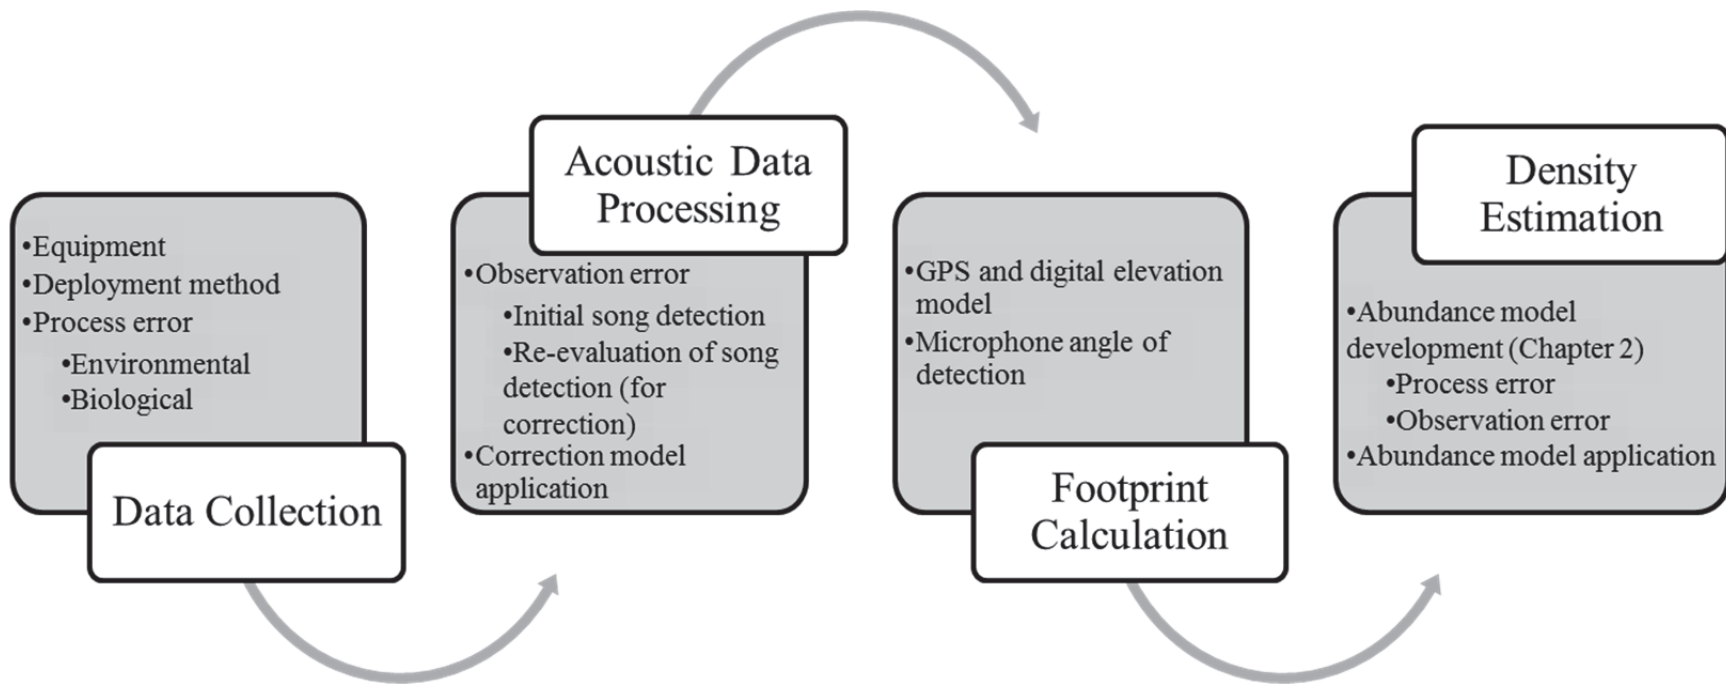 •Equipment
•Deployment method
•Process error
•Environmental
•Biological
Data Collection
Acoustic Data
Processing
•Observation error
•Initial song detection
•Re-evaluation of song
detection (for
correction)
•Correction model
application
•GPS and digital elevation
model
•Microphone angle of
detection
Footprint
Calculation
Density
Estimation
•Abundance model
development (Chapter 2)
•Process error
•Observation error
•Abundance model application